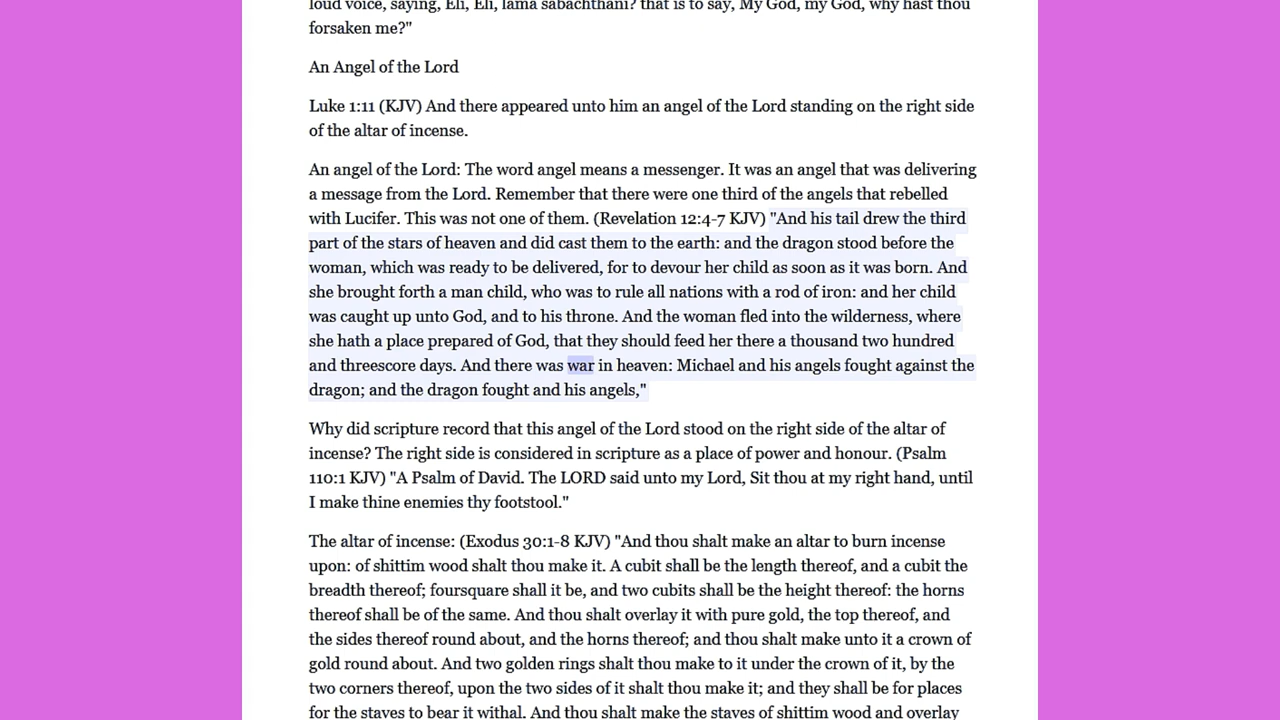 loud voice, saying, Eli, Eli, lama sabachthani? that is to say, My God, my God, why hast thou
forsaken me?"
An Angel of the Lord
Luke 1:11 (KJV) And there appeared unto him an angel of the Lord standing on the right side
of the altar of incense.
An angel of the Lord: The word angel means a messenger. It was an angel that was delivering
a message from the Lord. Remember that there were one third of the angels that rebelled
with Lucifer. This was not one of them. (Revelation 12:4-7 KJV) "And his tail drew the third
part of the stars of heaven and did cast them to the earth: and the dragon stood before the
woman, which was ready to be delivered, for to devour her child as soon as it was born. And
she brought forth a man child, who was to rule all nations with a rod of iron: and her child
was caught up unto God, and to his throne. And the woman fled into the wilderness, where
she hath a place prepared of God, that they should feed her there a thousand two hundred
and threescore days. And there was war in heaven: Michael and his angels fought against the
dragon; and the dragon fought and his angels,"
Why did scripture record that this angel of the Lord stood on the right side of the altar of
incense? The right side is considered in scripture as a place of power and honour. (Psalm
110:1 KJV) "A Psalm of David. The LORD said unto my Lord, Sit thou at my right hand, until
I make thine enemies thy footstool."
The altar of incense: (Exodus 30:1-8 KJV) "And thou shalt make an altar to burn incense
upon: of shittim wood shalt thou make it. A cubit shall be the length thereof, and a cubit the
breadth thereof; foursquare shall it be, and two cubits shall be the height thereof: the horns
thereof shall be of the same. And thou shalt overlay it with pure gold, the top thereof, and
the sides thereof round about, and the horns thereof; and thou shalt make unto it a crown of
gold round about. And two golden rings shalt thou make to it under the crown of it, by the
two corners thereof, upon the two sides of it shalt thou make it; and they shall be for places
for the staves to bear it withal. And thou shalt make the staves of shittim wood and overlay